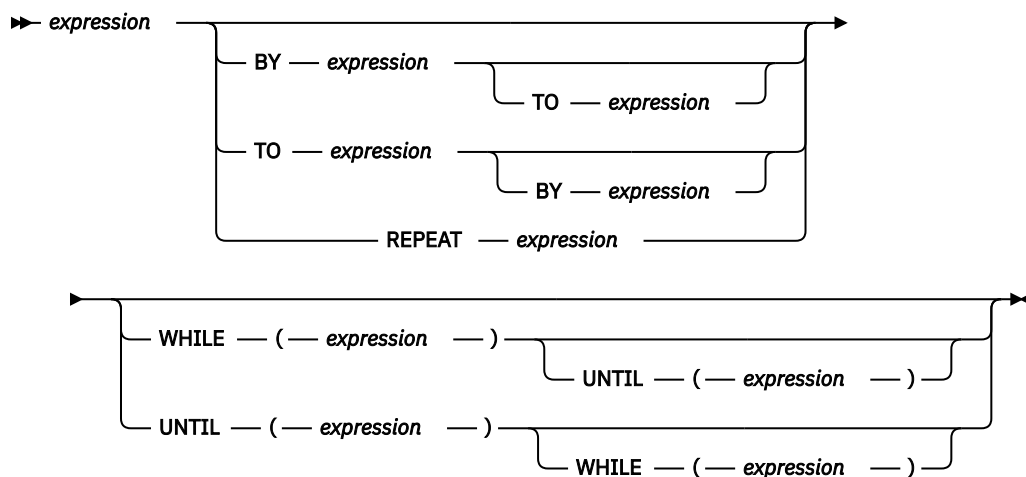 expression
BY expression
TO expression
TO expression
BY expression
REPEAT expression
WHILE ( expression )
UNTIL ( expression )
UNTIL ( expression )
WHILE ( expression )